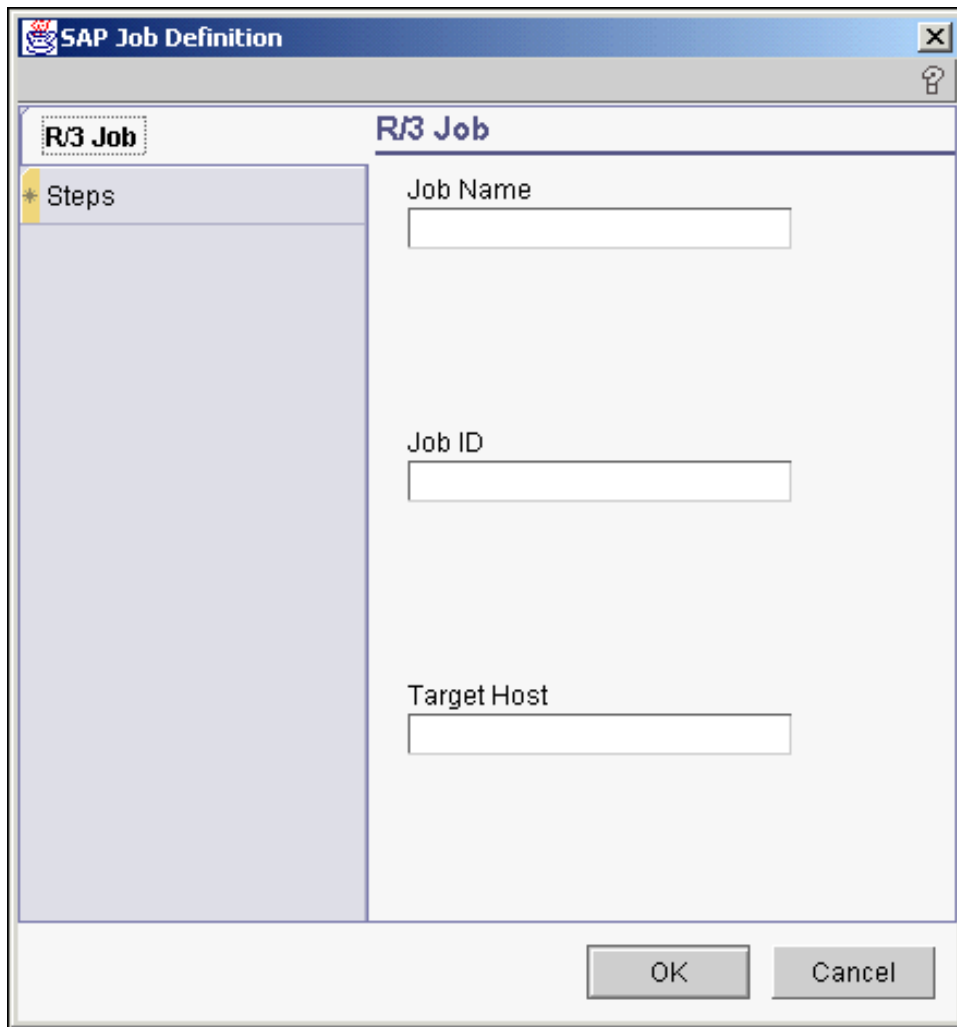 SAP Job Definition
R/3 Job
R/3 Job
* Steps
Job Name
Job ID
Target Host
OK
Cancel